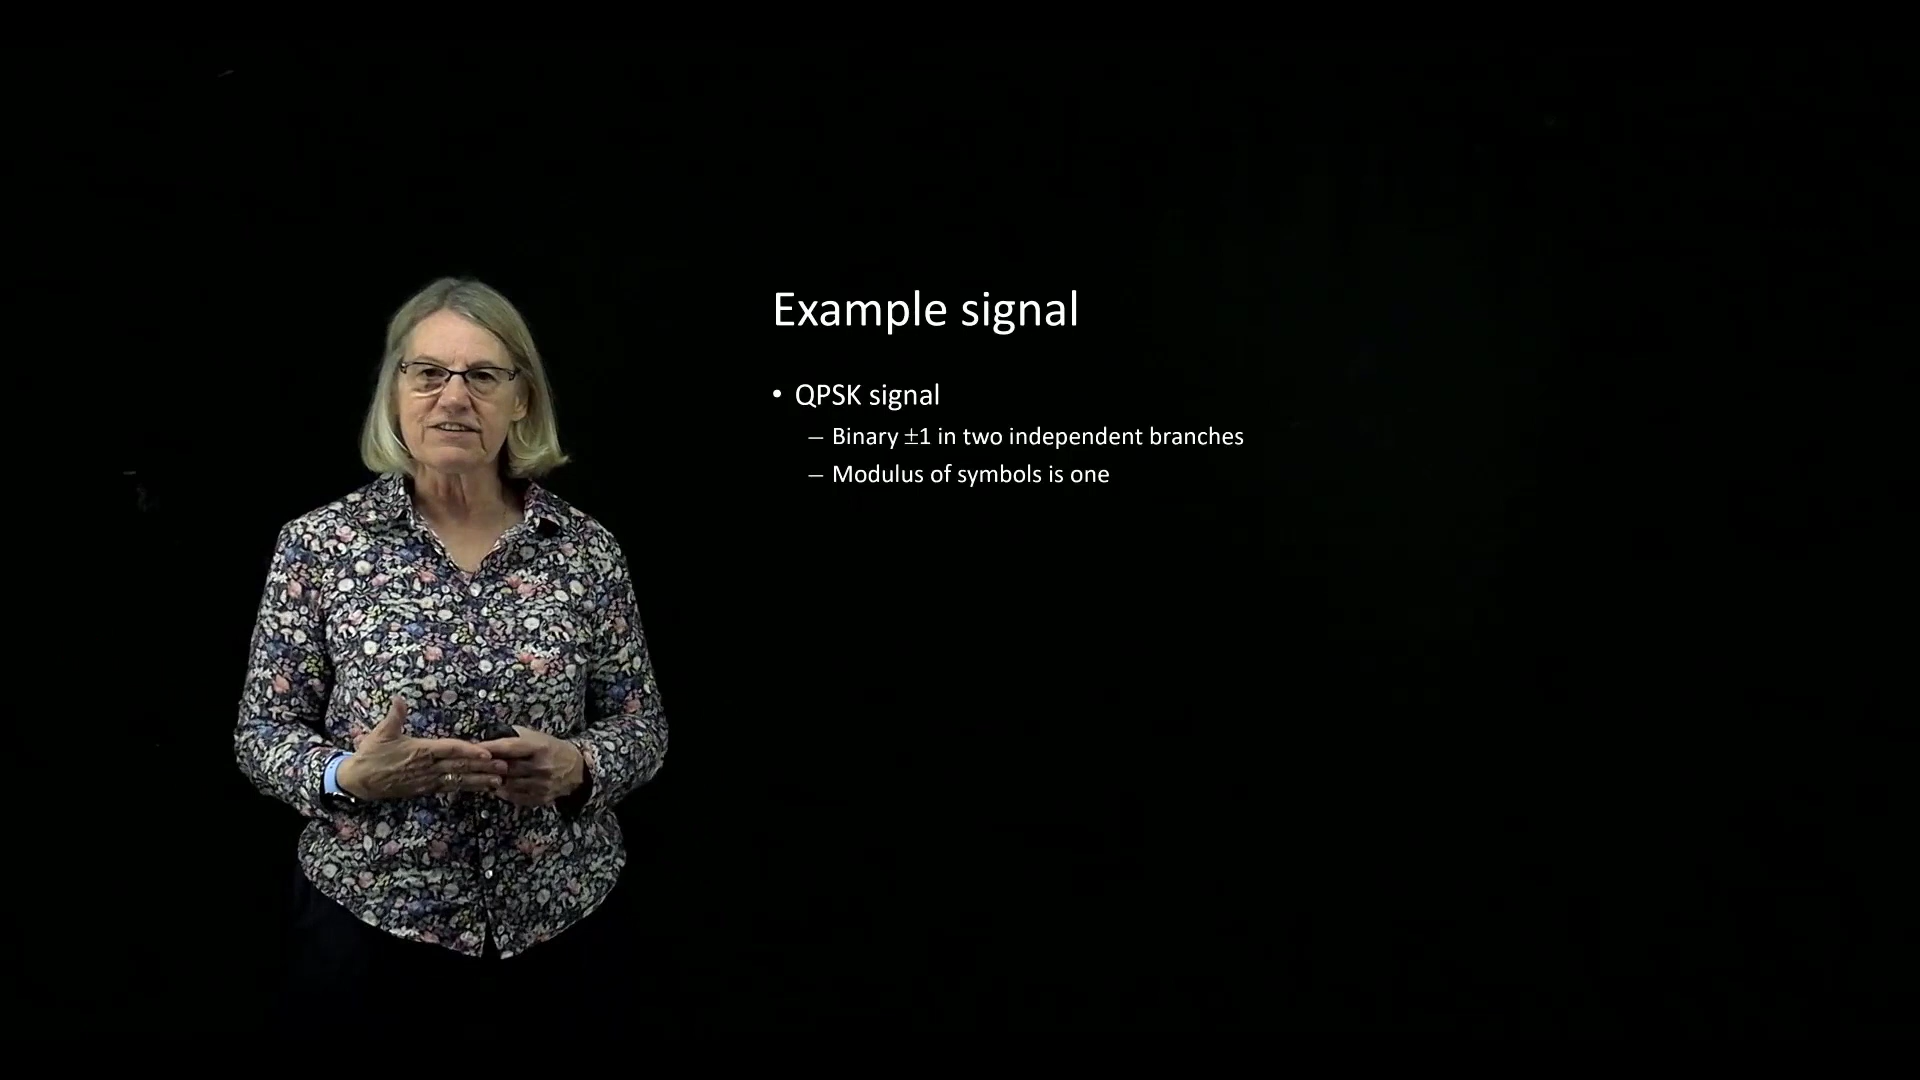 Example signal
• QPSK signal
– Binary ±1 in two independent branches
– Modulus of symbols is one